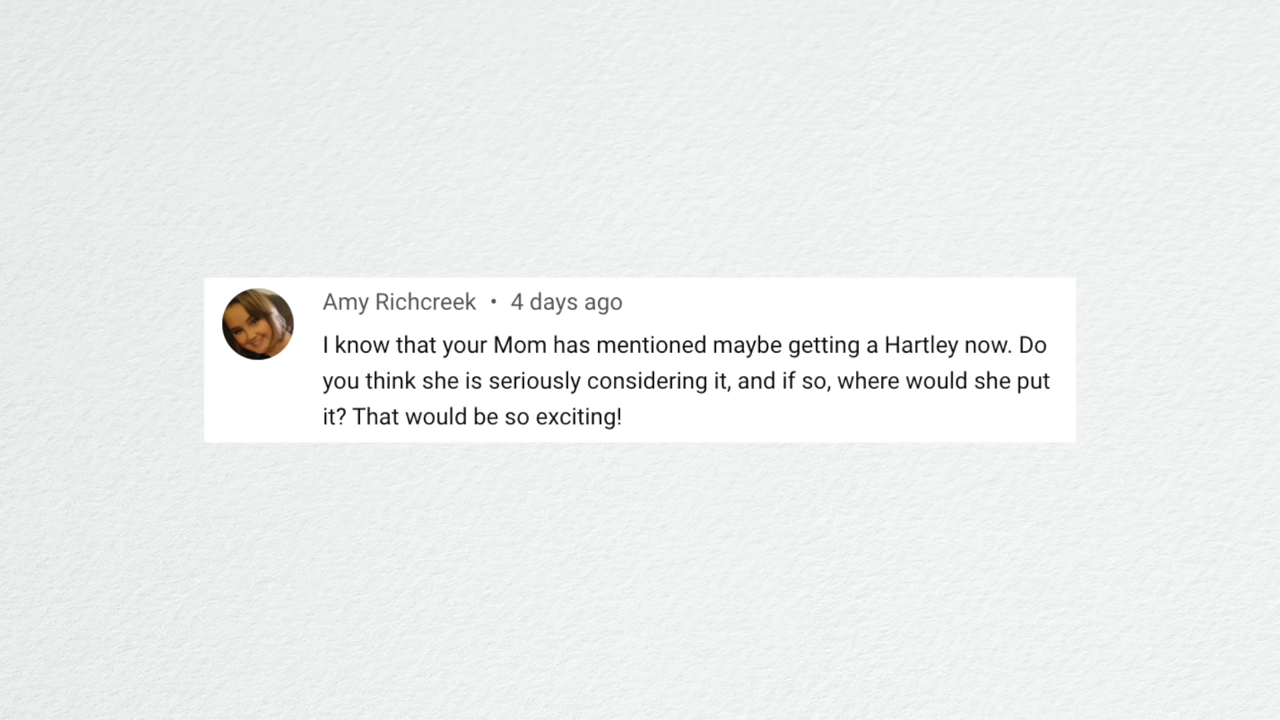 Amy Richcreek • 4 days ago
I know that your Mom has mentioned maybe getting a Hartley now. Do
you think she is seriously considering it, and if so, where would she put
it? That would be so exciting!